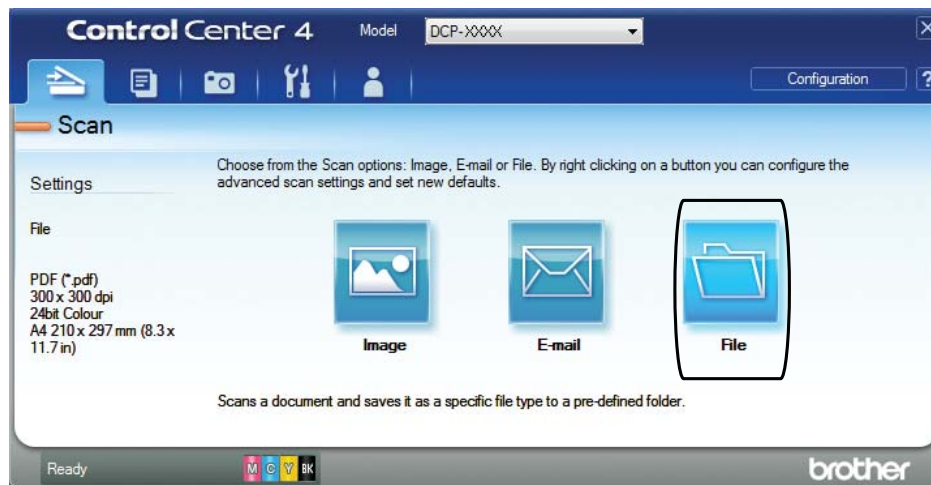 Control Center 4 Model DCP-XXXX
Configuration ?
Scan
Choose from the Scan options: Image, E-mail or File. By right clicking on a button you can configure the
advanced scan settings and set new defaults.
Settings
File
PDF (*.pdf)
300 x 300 dpi
24bit Colour
A4 210 x 297 mm (8.3 x
11.7 in)
Image E-mail File
Scans a document and saves it as a specific file type to a pre-defined folder.
Ready M C Y BK brother